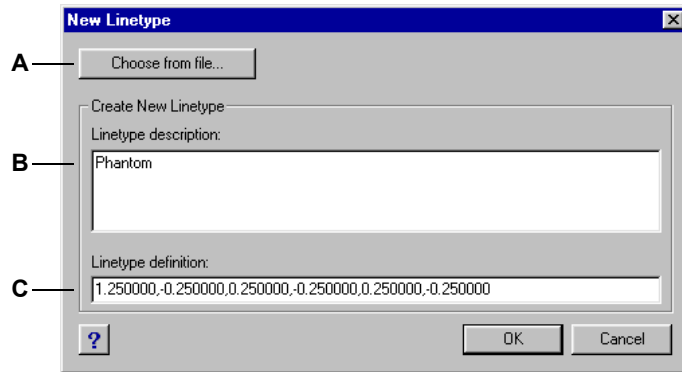 New Linetype
A
Choose from file...
Create New Linetype
Linetype description:
B
Phantom
Linetype definition:
C
1.250000,-0.250000,0.250000,-0.250000,0.250000,-0.250000
?
OK
Cancel